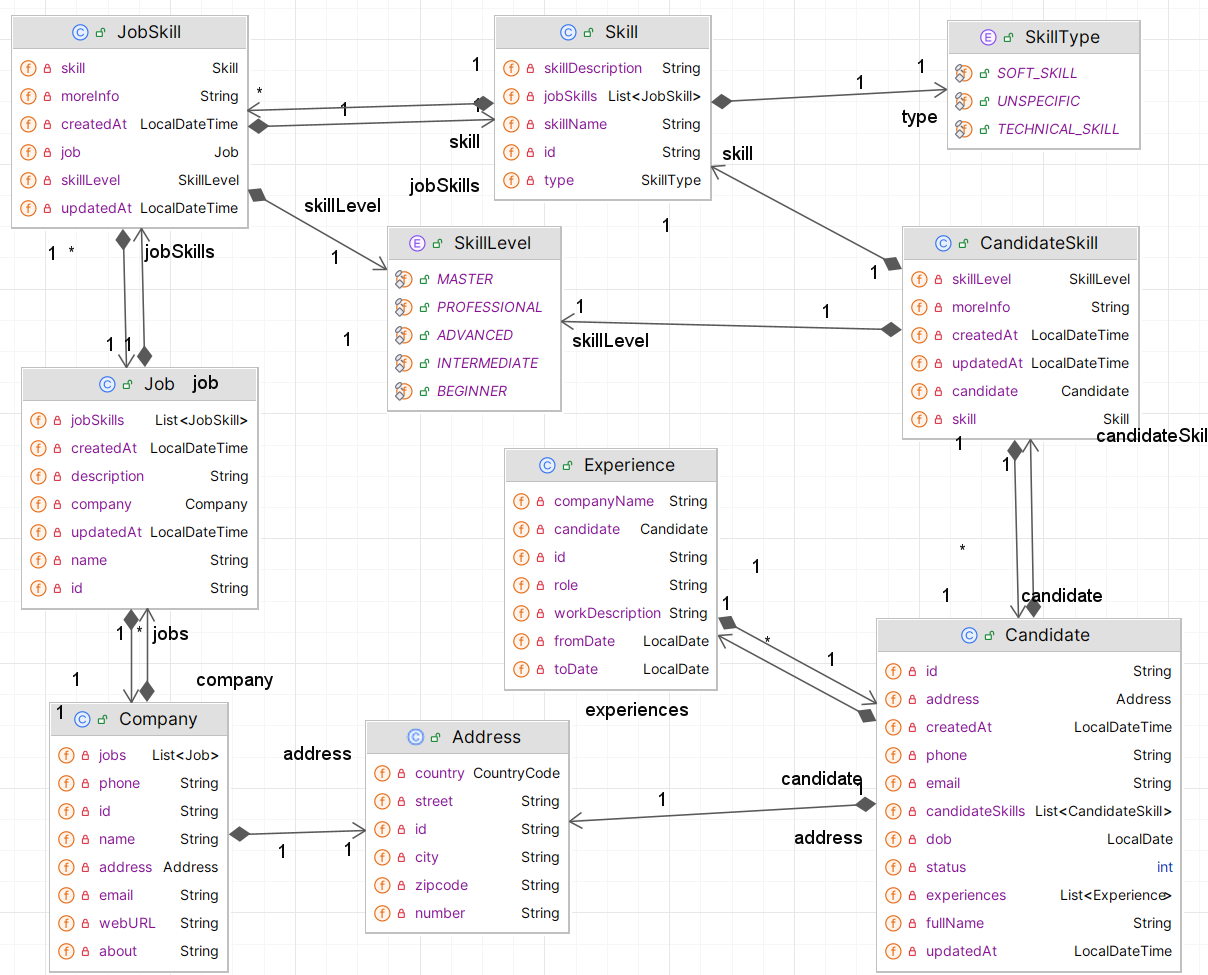 JobSkill
skill Skill
moreInfo String
createdAt LocalDateTime
job Job
skillLevel SkillLevel
updatedAt LocalDateTime
Skill
skillDescription String
jobSkills List<JobSkill>
skillName String
id String
type SkillType
SkillType
SOFT_SKILL
UNSPECIFIC
TECHNICAL_SKILL
1
*
1
1
skill
jobSkills
1
1
1
type
skill
1
skillLevel
1
1
1 *
jobSkills
1 1
SkillLevel
MASTER
PROFESSIONAL
ADVANCED
INTERMEDIATE
BEGINNER
CandidateSkill
skillLevel SkillLevel
moreInfo String
createdAt LocalDateTime
updatedAt LocalDateTime
candidate Candidate
skill Skill
1
1
1
skillLevel
Job job
jobSkills List<JobSkill>
createdAt LocalDateTime
description String
company Company
updatedAt LocalDateTime
name String
id String
Experience
companyName String
candidate Candidate
id String
role String
workDescription String
fromDate LocalDate
toDate LocalDate
candidateSkil
1
1
*
1
candidate
1
1
*
1
experiences
1 * jobs
1
company
1
Company
jobs List<Job>
phone String
id String
name String
address Address
email String
webURL String
about String
address
1
1
Address
country CountryCode
street String
id String
city String
zipcode String
number String
candidate
1
1
address
Candidate
id String
address Address
createdAt LocalDateTime
phone String
email String
candidateSkills List<CandidateSkill>
dob LocalDate
status int
experiences List<Experience>
fullName String
updatedAt LocalDateTime